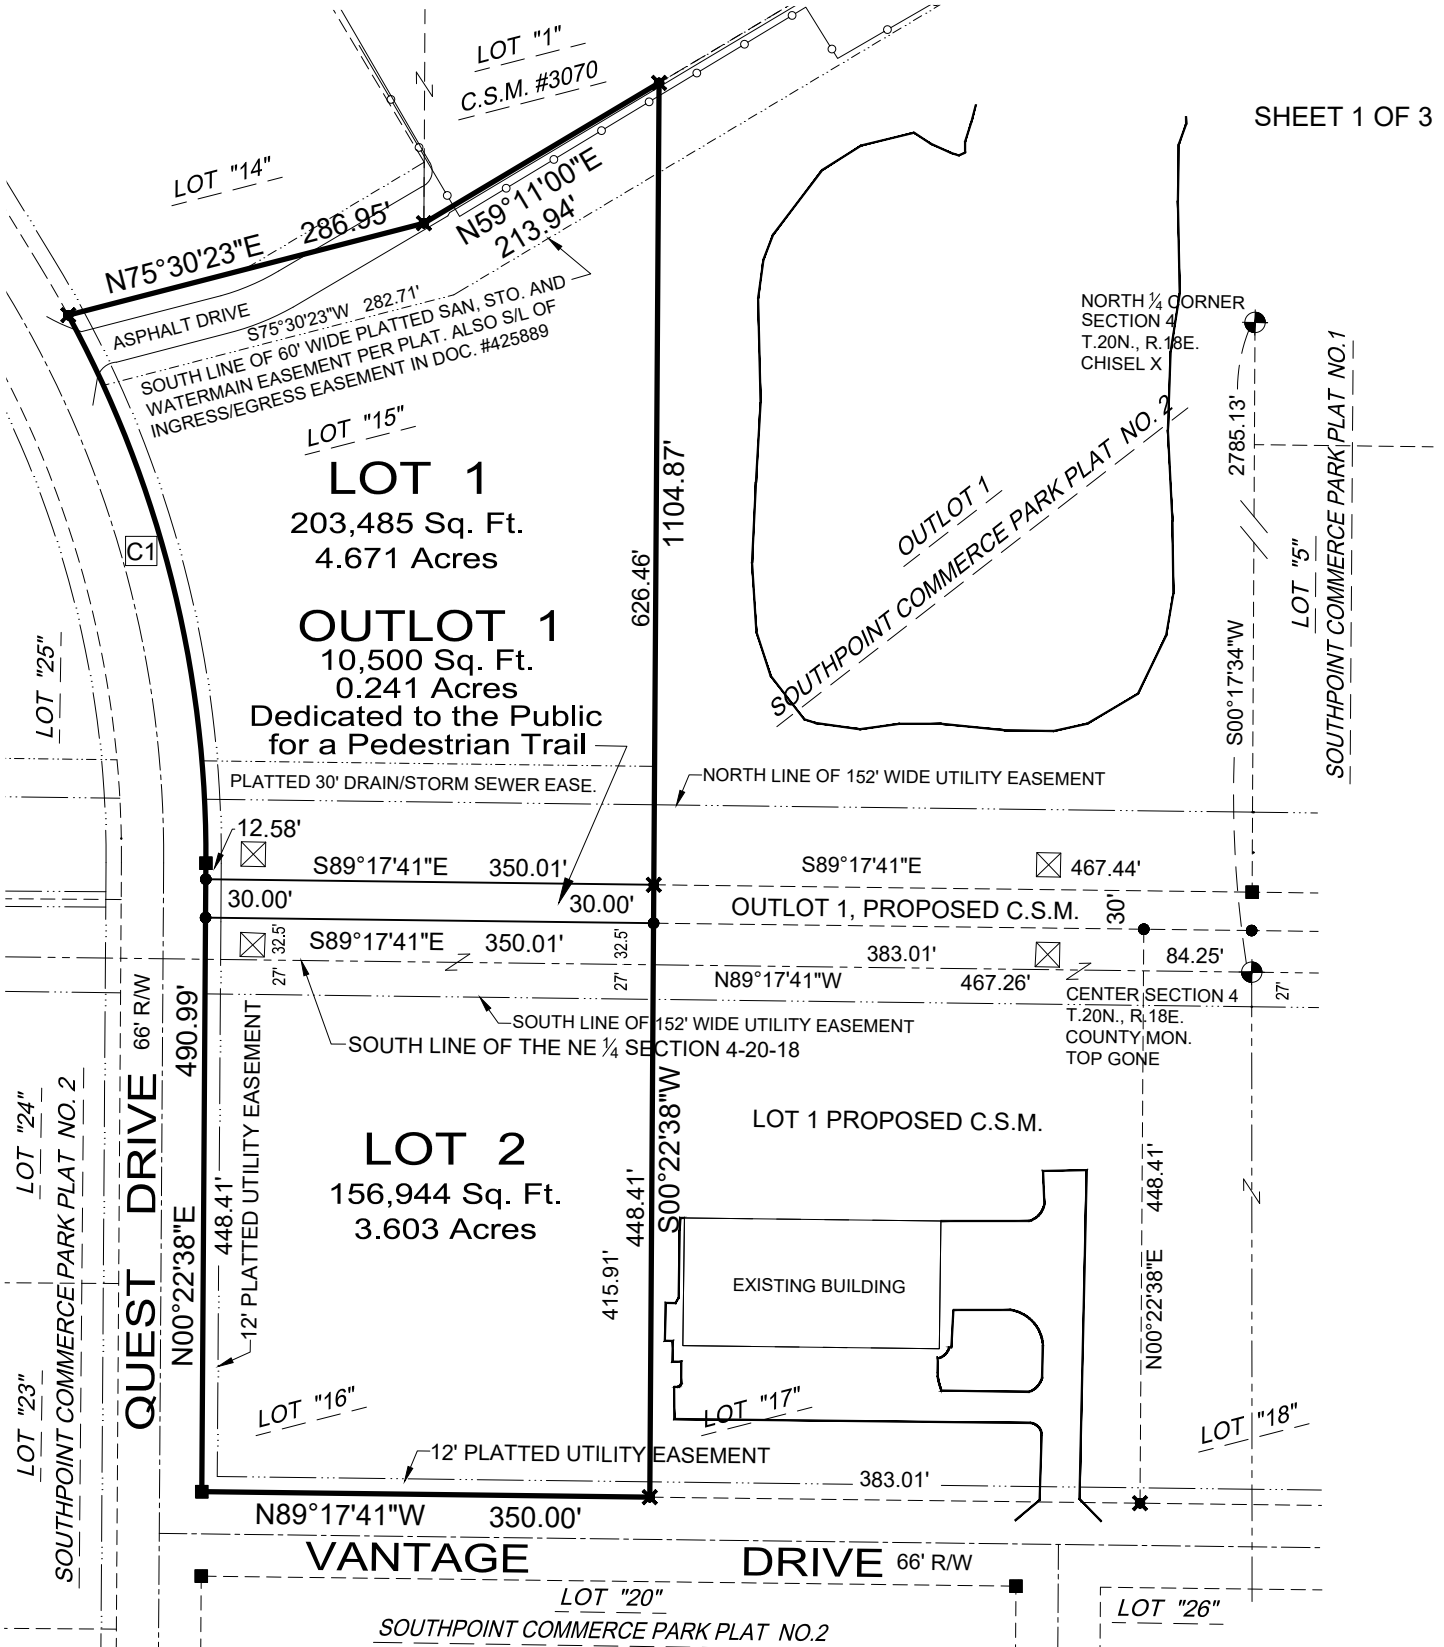 LOT "1"
C.S.M. #3070
SHEET 1 OF 3
LOT "14"
N75°30'23"E 286.95'
N59°11'00"E
213.94'
ASPHALT DRIVE
S75°30'23"W 282.71'
SOUTH LINE OF 60' WIDE PLATTED SAN, STO. AND
WATERMAIN EASEMENT PER PLAT. ALSO S/L OF
INGRESS/EGRESS EASEMENT IN DOC. #425889
NORTH ¼ CORNER
SECTION 4
T.20N., R.18E.
CHISEL X
LOT "15"
LOT 1
203,485 Sq. Ft.
4.671 Acres
C1
1104.87'
626.46'
OUTLOT 1
SOUTHPOINT COMMERCE PARK PLAT NO. 2
2785.13'
S00°17'34"W
LOT "5"
SOUTHPOINT COMMERCE PARK PLAT NO.1
LOT "25"
OUTLOT 1
10,500 Sq. Ft.
0.241 Acres
Dedicated to the Public
for a Pedestrian Trail
PLATTED 30' DRAIN/STORM SEWER EASE.
NORTH LINE OF 152' WIDE UTILITY EASEMENT
12.58'
S89°17'41"E 350.01'
S89°17'41"E 467.44'
30.00' 30.00'
OUTLOT 1, PROPOSED C.S.M.
30'
S89°17'41"E 350.01'
32.5'
27'
32.5'
27'
383.01'
84.25'
N89°17'41"W 467.26'
27'
CENTER SECTION 4
T.20N., R.18E.
COUNTY MON.
TOP GONE
SOUTH LINE OF 152' WIDE UTILITY EASEMENT
SOUTH LINE OF THE NE ¼ SECTION 4-20-18
66' R/W
490.99'
N00°22'38"E
QUEST DRIVE
LOT "24"
SOUTHPOINT COMMERCE PARK PLAT NO. 2
LOT "23"
448.41'
12' PLATTED UTILITY EASEMENT
LOT 2
156,944 Sq. Ft.
3.603 Acres
S00°22'38"W
448.41'
415.91'
LOT 1 PROPOSED C.S.M.
EXISTING BUILDING
448.41'
N00°22'38"E
LOT "16"
LOT "17"
LOT "18"
12' PLATTED UTILITY EASEMENT
383.01'
N89°17'41"W 350.00'
VANTAGE DRIVE 66' R/W
LOT "20"
SOUTHPOINT COMMERCE PARK PLAT NO.2
LOT "26"